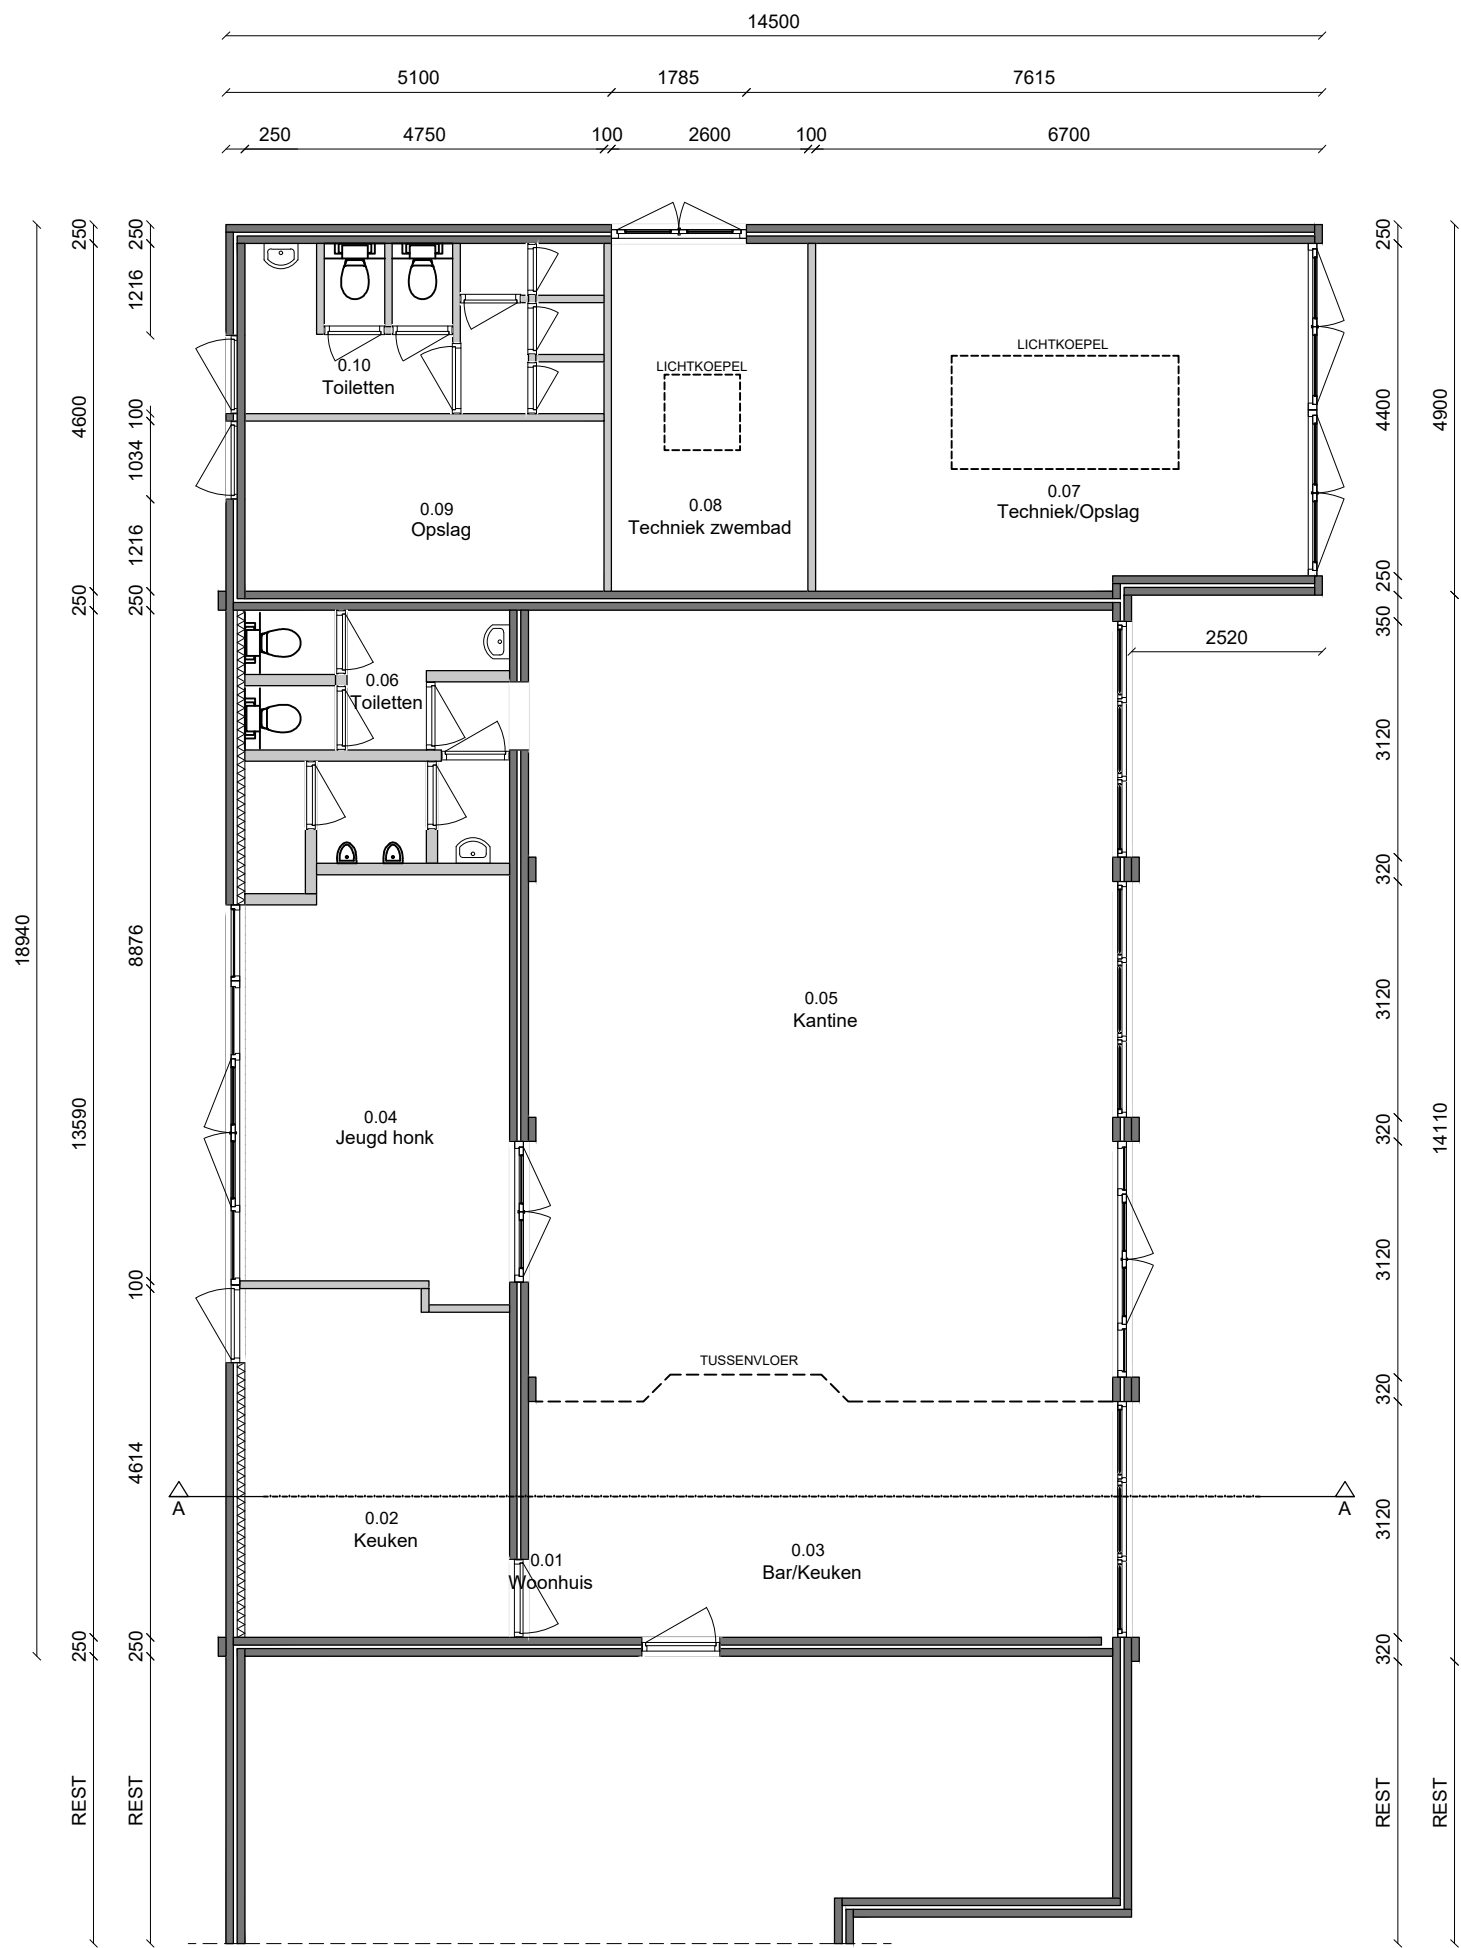 14500
5100 1785 7615
250 4750 100 2600 100 6700
250
4600
250
13590
250
REST
18940
250
1216
100
1034
1216
250
8876
100
4614
250
REST
0.10
Toiletten
LICHTKOEPEL
LICHTKOEPEL
0.09
Opslag
0.08
Techniek zwembad
0.07
Techniek/Opslag
2520
0.06
Toiletten
0.05
Kantine
0.04
Jeugd honk
TUSSENVLOER
A
A
0.02
Keuken
0.01
Woonhuis
0.03
Bar/Keuken
250
4400
250
350
3120
320
3120
320
3120
320
3120
320
REST
4900
14110
REST